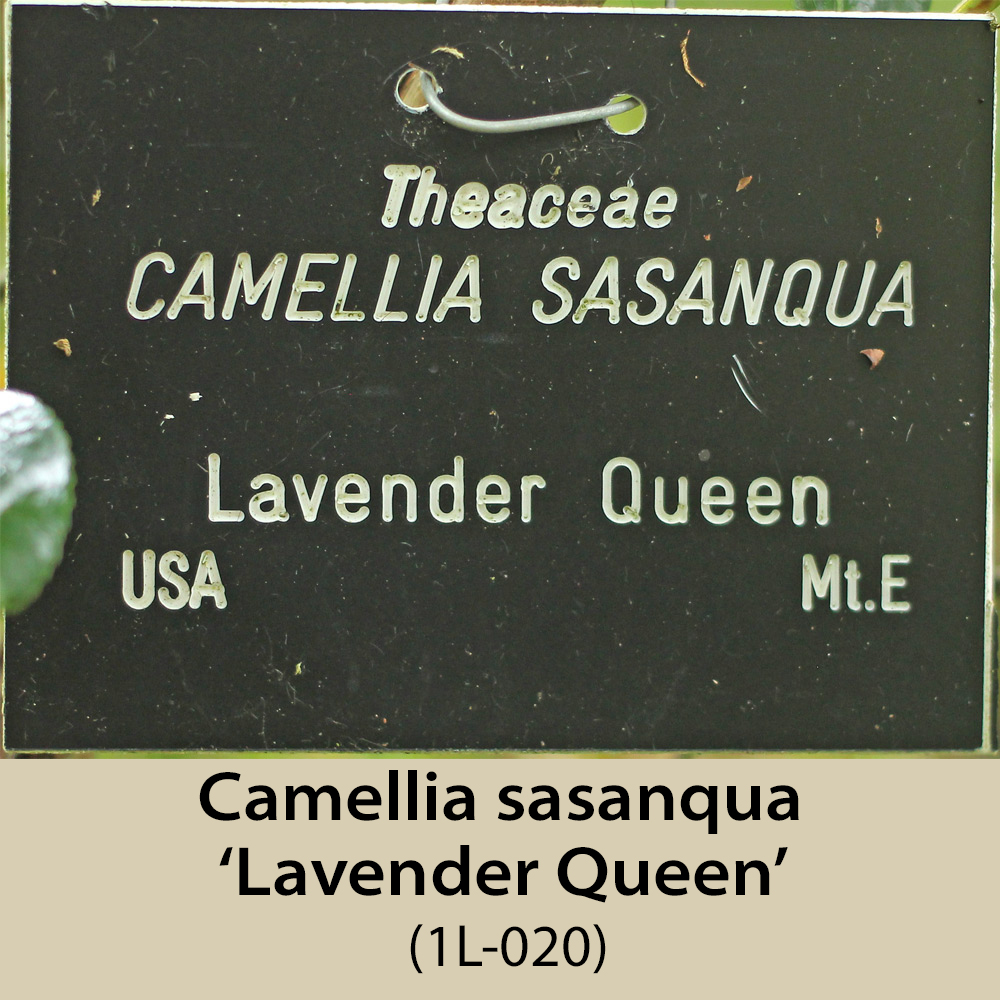 Theaceae
CAMELLIA SASANQUA
Lavender Queen
USA Mt.E
Camellia sasanqua
‘Lavender Queen’
(1L-020)